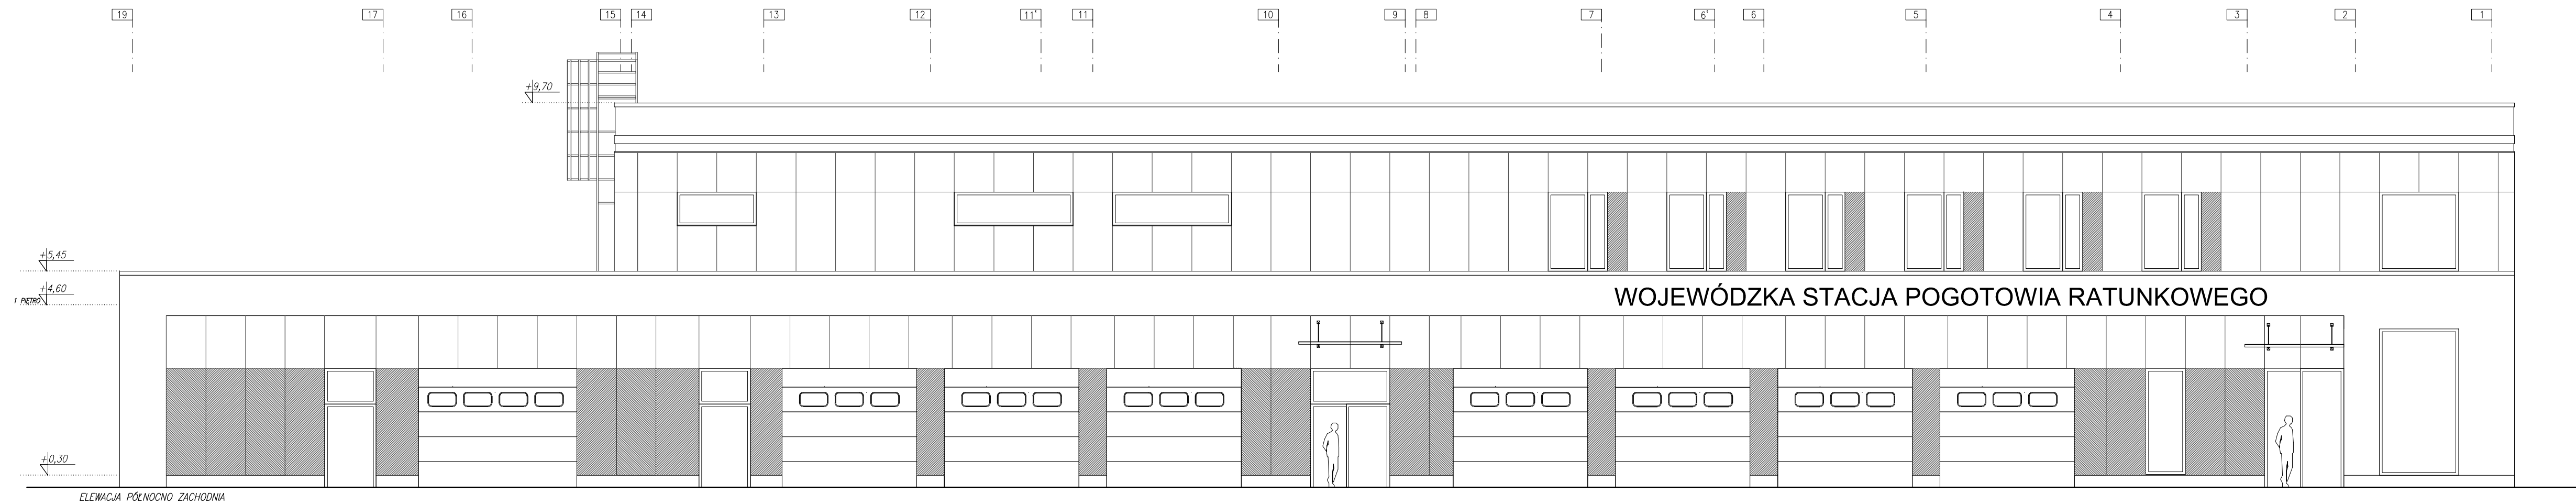 19 17 16 15 14 13 12 11' 11 10 9 8 7 6' 6 5 4 3 2 1
+9,70
+5,45
+4,60
1 PIĘTRO
WOJEWÓDZKA STACJA POGOTOWIA RATUNKOWEGO
+0,30
ELEWACJA PÓŁNOCNO ZACHODNIA